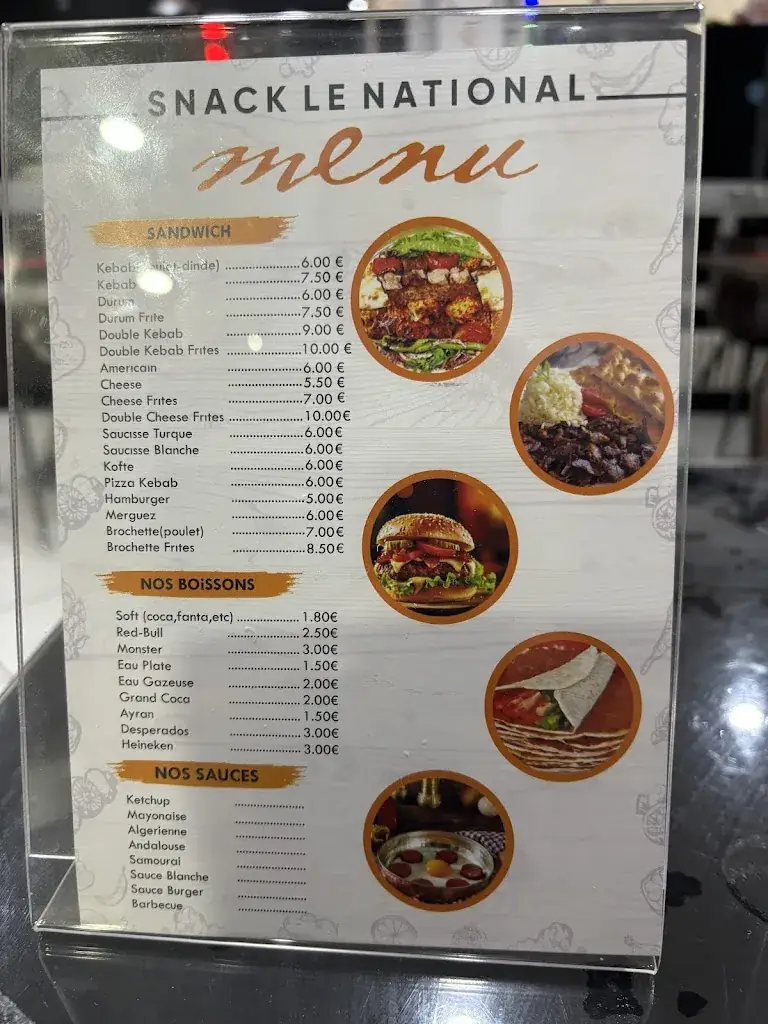 SNACK LE NATIONAL
menu
SANDWICH
Kebab dinde) ........................ 6.00 €
Kebab ........................ 7.50 €
Durum ........................ 6.00 €
Durum Frite ........................ 7.50 €
Double Kebab ........................ 9.00 €
Double Kebab Frites ........................ 10.00 €
Americain ........................ 6.00 €
Cheese ........................ 5.50 €
Cheese Frites ........................ 7.00 €
Double Cheese Frites ........................ 10.00€
Saucisse Turque ........................ 6.00€
Saucisse Blanche ........................ 6.00€
Kofte ........................ 6.00€
Pizza Kebab ........................ 6.00€
Hamburger ........................ 5.00€
Merguez ........................ 6.00€
Brochette(poulet) ........................ 7.00€
Brochette Frites ........................ 8.50€
NOS BOiSSONS
Soft (coca,fanta,etc) ........................ 1.80€
Red-Bull ........................ 2.50€
Monster ........................ 3.00€
Eau Plate ........................ 1.50€
Eau Gazeuse ........................ 2.00€
Grand Coca ........................ 2.00€
Ayran ........................ 1.50€
Desperados ........................ 3.00€
Heineken ........................ 3.00€
NOS SAUCES
Ketchup ........................
Mayonaise ........................
Algerienne ........................
Andalouse ........................
Samourai ........................
Sauce Blanche ........................
Sauce Burger ........................
Barbecue ........................